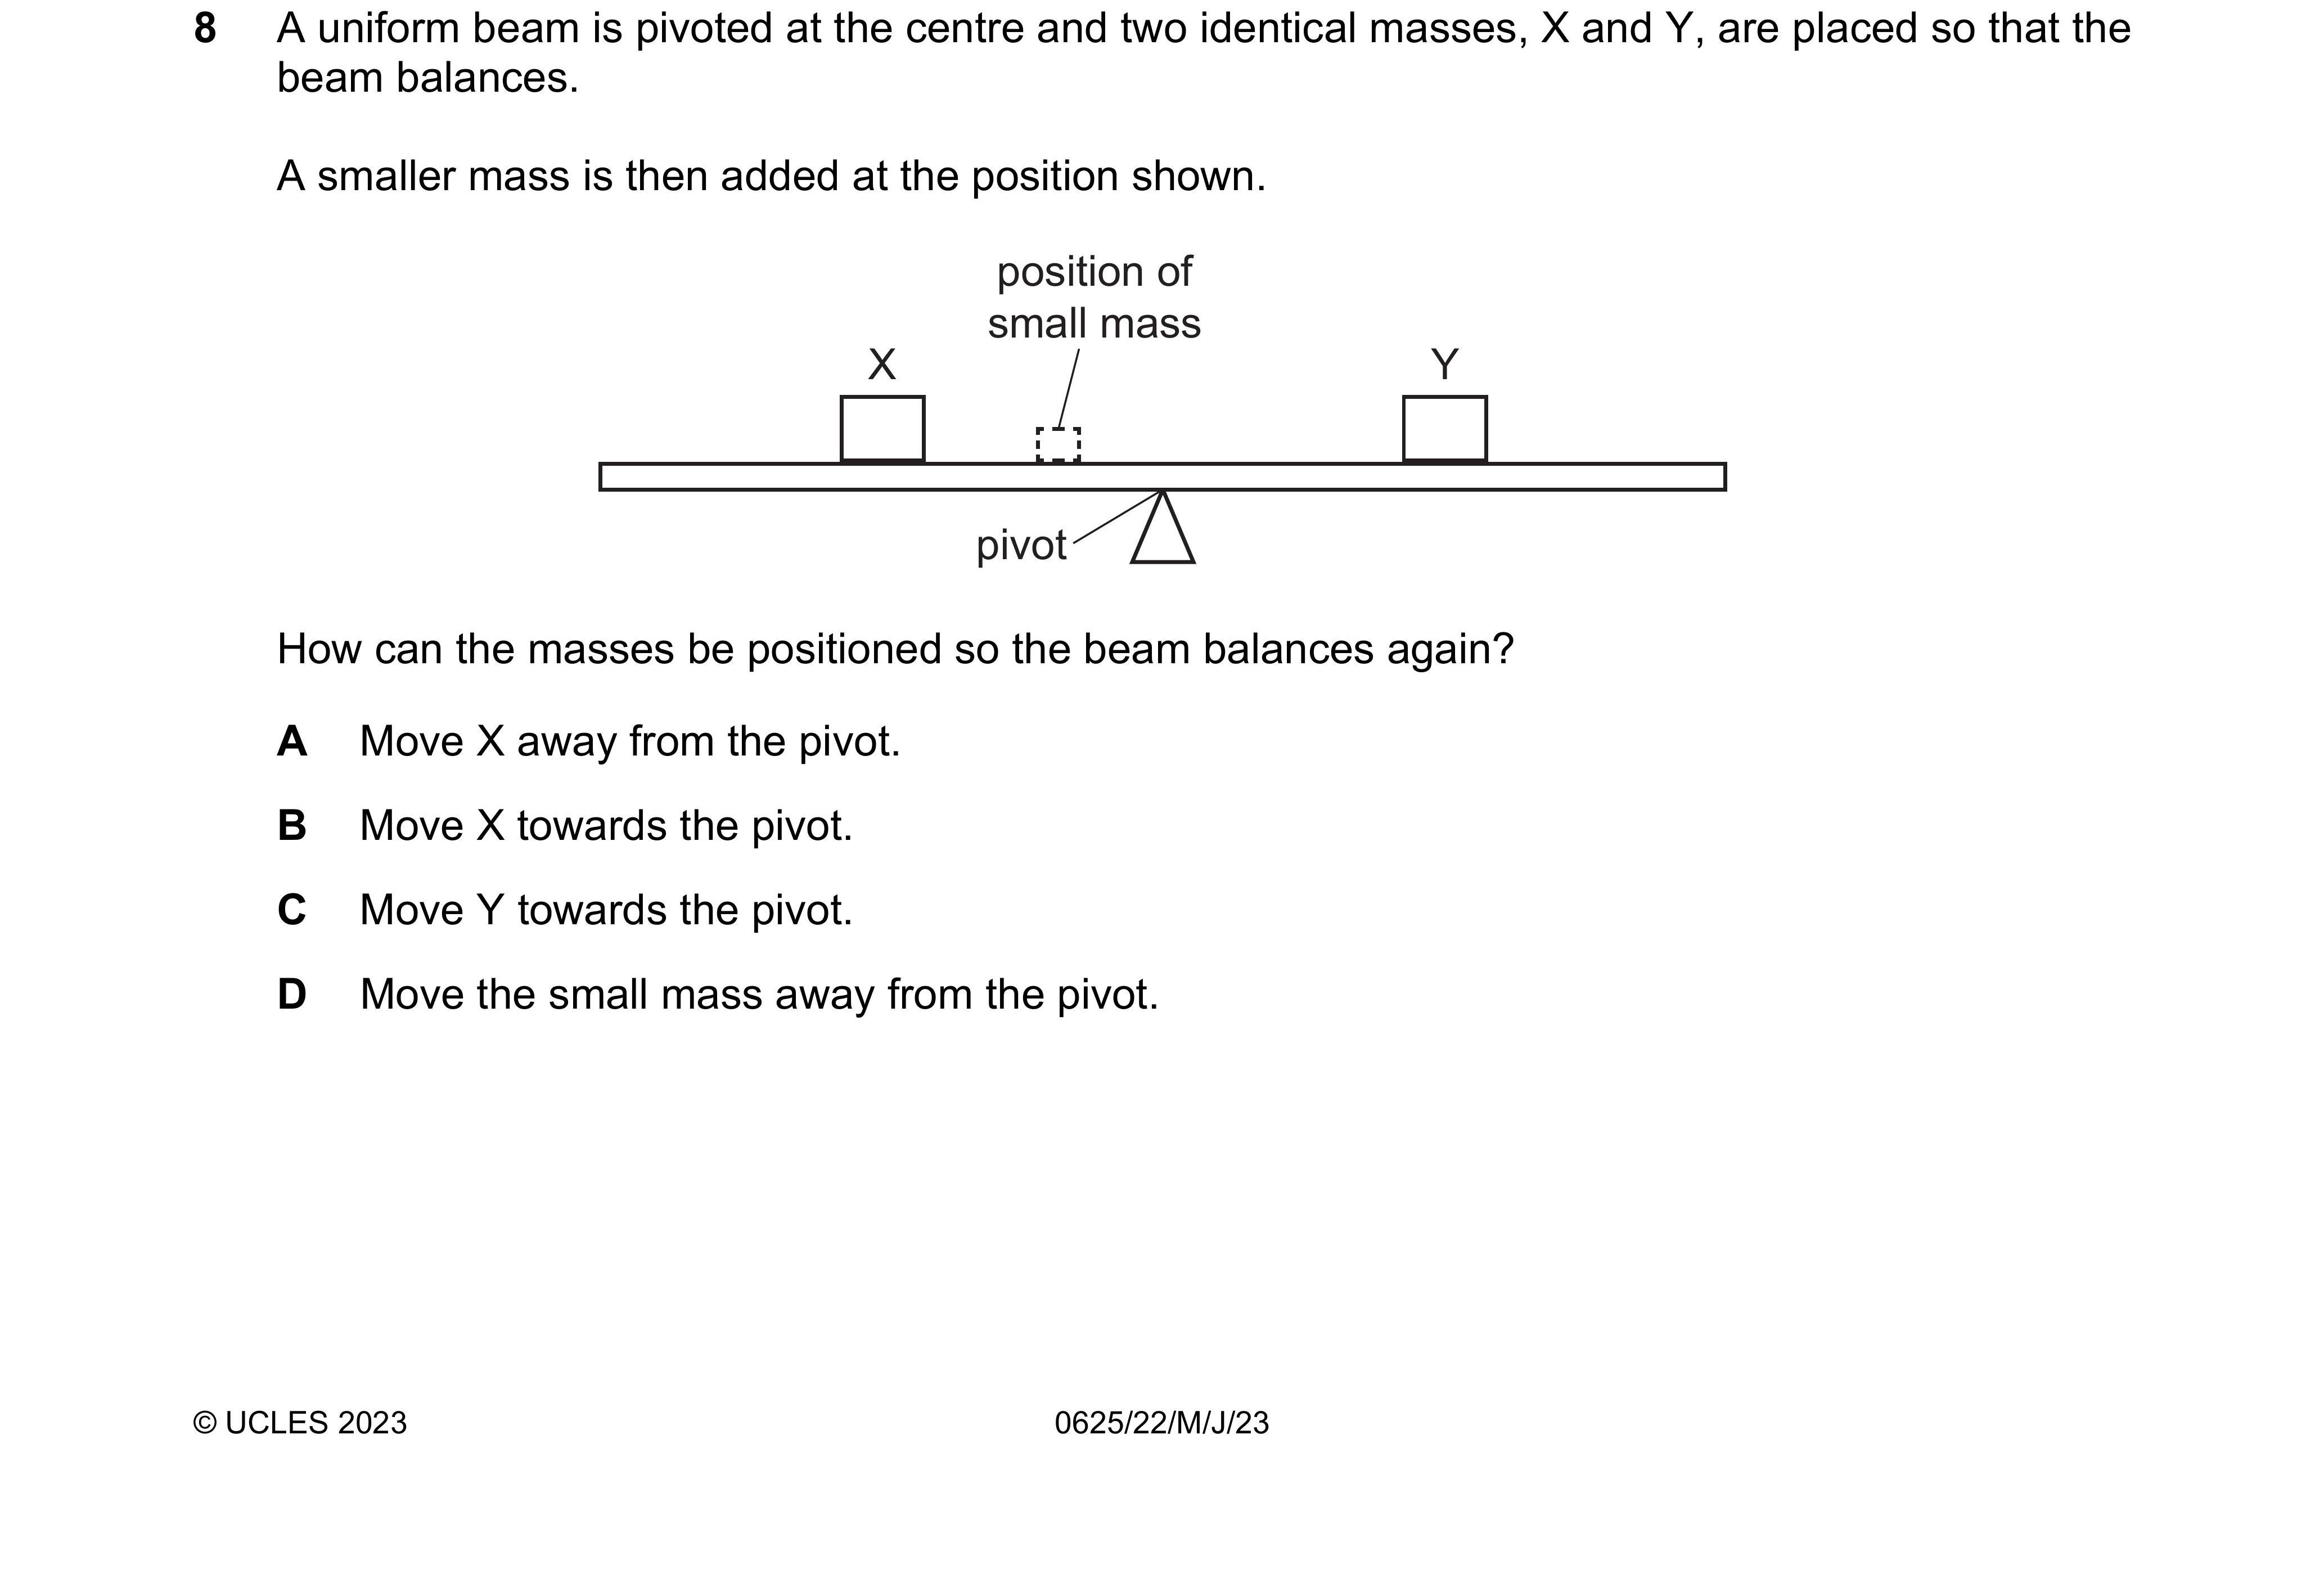 8 A uniform beam is pivoted at the centre and two identical masses, X and Y, are placed so that the
beam balances.
A smaller mass is then added at the position shown.
position of
small mass
X
Y
pivot
How can the masses be positioned so the beam balances again?
A Move X away from the pivot.
B Move X towards the pivot.
C Move Y towards the pivot.
D Move the small mass away from the pivot.
© UCLES 2023 0625/22/M/J/23